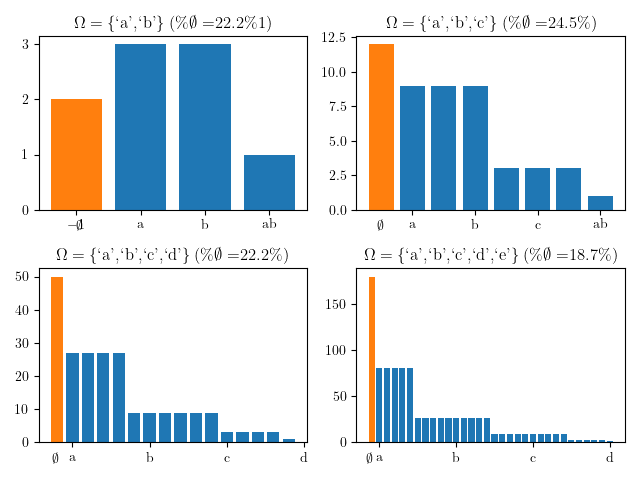 Ω = {‘a’,‘b’} (%∅ =22.2%1)
3
2
1
0
a
b
ab
Ω = {‘a’,‘b’,‘c’} (%∅ =24.5%)
12.5
10.0
7.5
5.0
2.5
0.0
∅
a
b
c
ab
Ω = {‘a’,‘b’,‘c’,‘d’} (%∅ =22.2%)
50
40
30
20
10
0
∅
a
b
c
d
Ω = {‘a’,‘b’,‘c’,‘d’,‘e’} (%∅ =18.7%)
150
100
50
0
∅
a
b
c
d